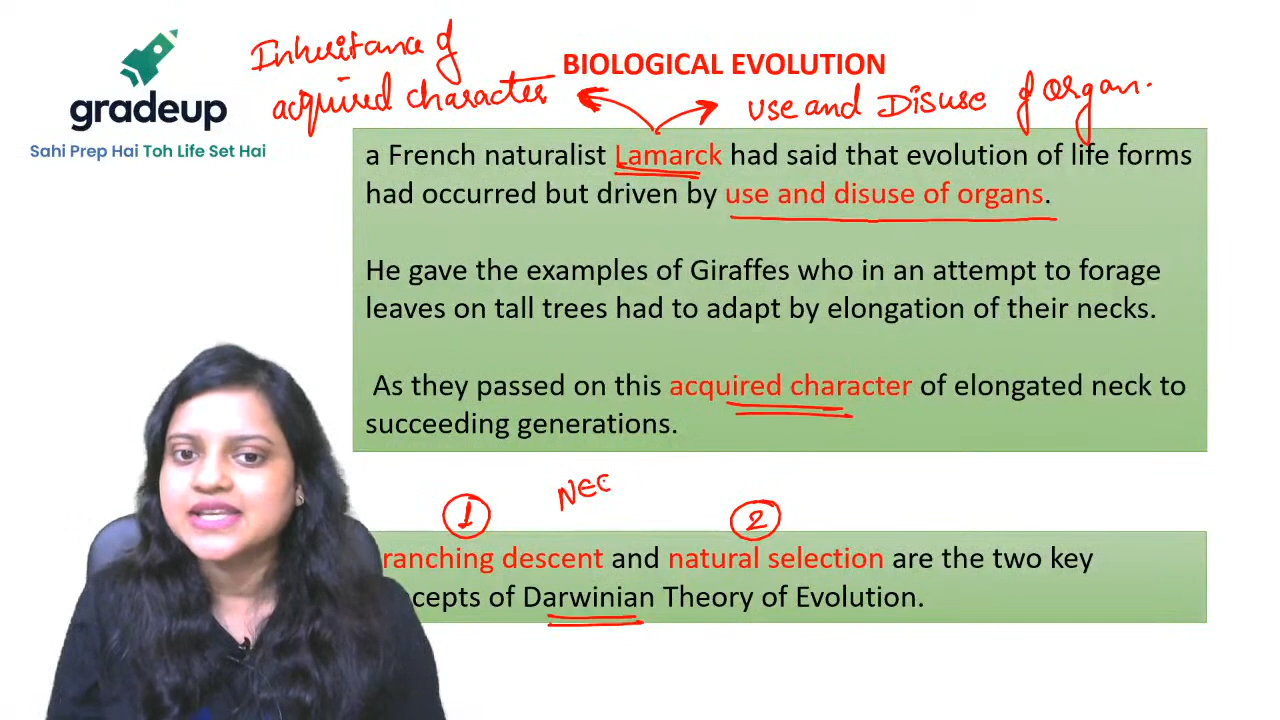 Inheritance of
acquired character
BIOLOGICAL EVOLUTION
use and Disuse of organ.
gradeup
Sahi Prep Hai Toh Life Set Hai
a French naturalist Lamarck had said that evolution of life forms
had occurred but driven by use and disuse of organs.
He gave the examples of Giraffes who in an attempt to forage
leaves on tall trees had to adapt by elongation of their necks.
As they passed on this acquired character of elongated neck to
succeeding generations.
1
NEC
2
ranching descent and natural selection are the two key
cepts of Darwinian Theory of Evolution.